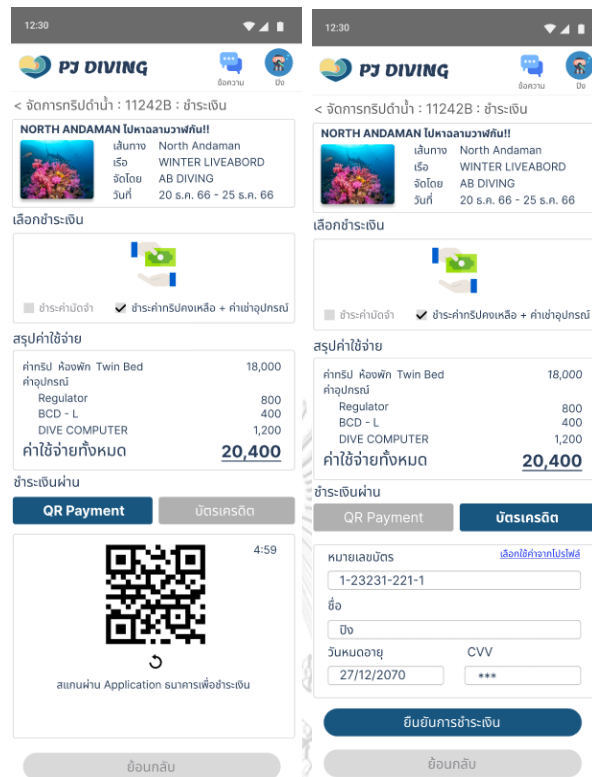 12:30
PJ DIVING
ข้อความ
ปิง
< จัดการทริปดำน้ำ : 11242B : ชำระเงิน
NORTH ANDAMAN ไปหาฉลามวาฬกัน!!
เส้นทาง North Andaman
เรือ WINTER LIVEABORD
จัดโดย AB DIVING
วันที่ 20 ธ.ค. 66 - 25 ธ.ค. 66
เลือกชำระเงิน
ชำระค่ามัดจำ ชำระค่าทริปคงเหลือ + ค่าเช่าอุปกรณ์
สรุปค่าใช้จ่าย
ค่าทริป ห้องพัก Twin Bed 18,000
ค่าอุปกรณ์
Regulator 800
BCD - L 400
DIVE COMPUTER 1,200
ค่าใช้จ่ายทั้งหมด 20,400
ชำระเงินผ่าน
QR Payment บัตรเครดิต
4:59
สแกนผ่าน Application ธนาคารเพื่อชำระเงิน
ย้อนกลับ
12:30
PJ DIVING
ข้อความ
ปิง
< จัดการทริปดำน้ำ : 11242B : ชำระเงิน
NORTH ANDAMAN ไปหาฉลามวาฬกัน!!
เส้นทาง North Andaman
เรือ WINTER LIVEABORD
จัดโดย AB DIVING
วันที่ 20 ธ.ค. 66 - 25 ธ.ค. 66
เลือกชำระเงิน
ชำระค่ามัดจำ ชำระค่าทริปคงเหลือ + ค่าเช่าอุปกรณ์
สรุปค่าใช้จ่าย
ค่าทริป ห้องพัก Twin Bed 18,000
ค่าอุปกรณ์
Regulator 800
BCD - L 400
DIVE COMPUTER 1,200
ค่าใช้จ่ายทั้งหมด 20,400
ชำระเงินผ่าน
QR Payment บัตรเครดิต
หมายเลขบัตร เลือกใช้ค่าจากโปรไฟล์
1-23231-221-1
ชื่อ
ปิง
วันหมดอายุ CVV
27/12/2070 ***
ยืนยันการชำระเงิน
ย้อนกลับ